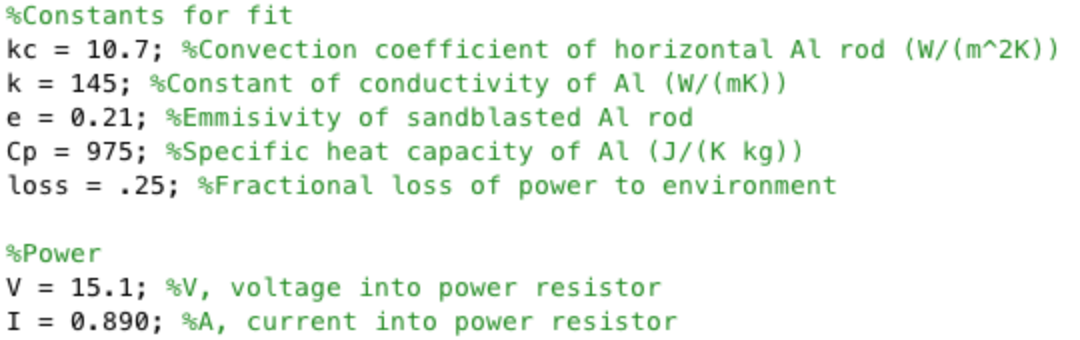 %Constants for fit
kc = 10.7; %Convection coefficient of horizontal Al rod (W/(m^2K))
k = 145; %Constant of conductivity of Al (W/(mK))
e = 0.21; %Emmisivity of sandblasted Al rod
Cp = 975; %Specific heat capacity of Al (J/(K kg))
loss = .25; %Fractional loss of power to environment
%Power
V = 15.1; %V, voltage into power resistor
I = 0.890; %A, current into power resistor